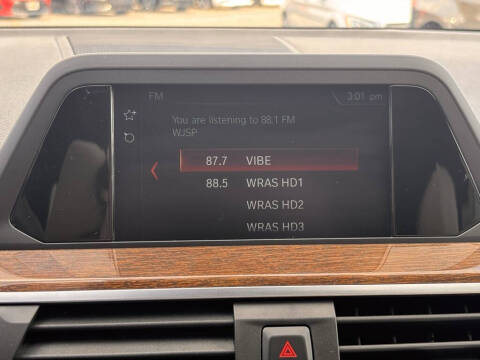 FM 3:01 pm
You are listening to 88.1 FM
WJSP
87.7 VIBE
88.5 WRAS HD1
WRAS HD2
WRAS HD3